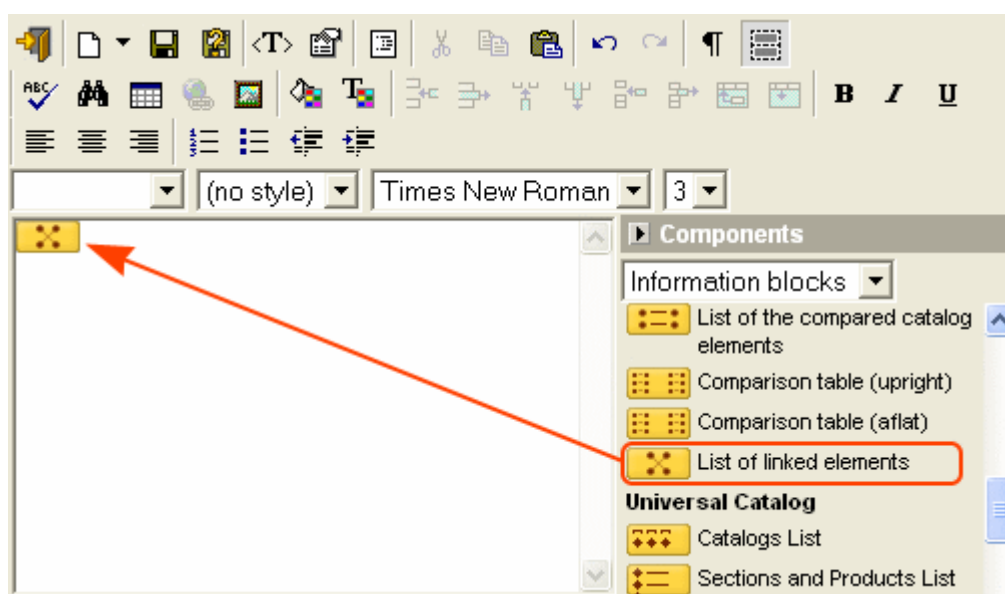 <T>
ABC
B I U
(no style) Times New Roman 3
Components
Information blocks
List of the compared catalog
elements
Comparison table (upright)
Comparison table (aflat)
List of linked elements
Universal Catalog
Catalogs List
Sections and Products List